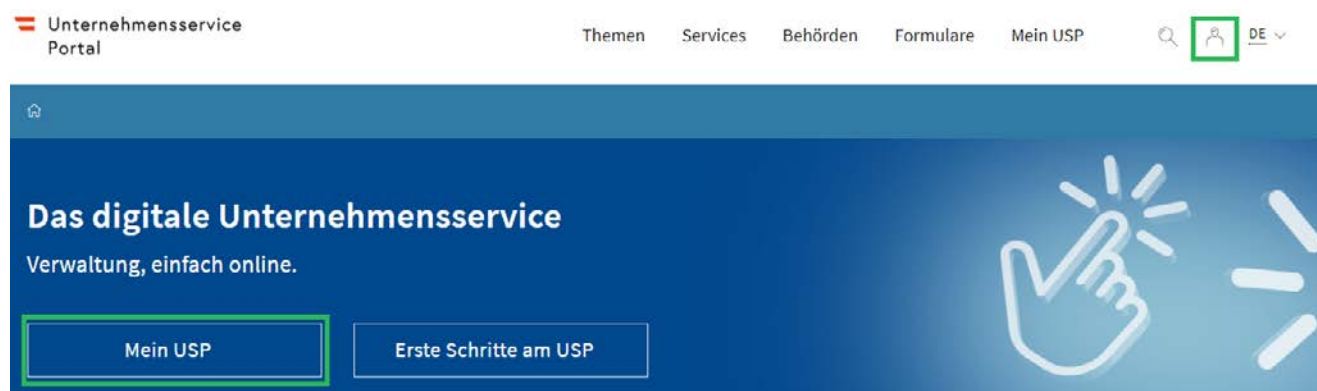 Unternehmensservice
Portal
Themen Services Behörden Formulare Mein USP DE
Das digitale Unternehmensservice
Verwaltung, einfach online.
Mein USP Erste Schritte am USP